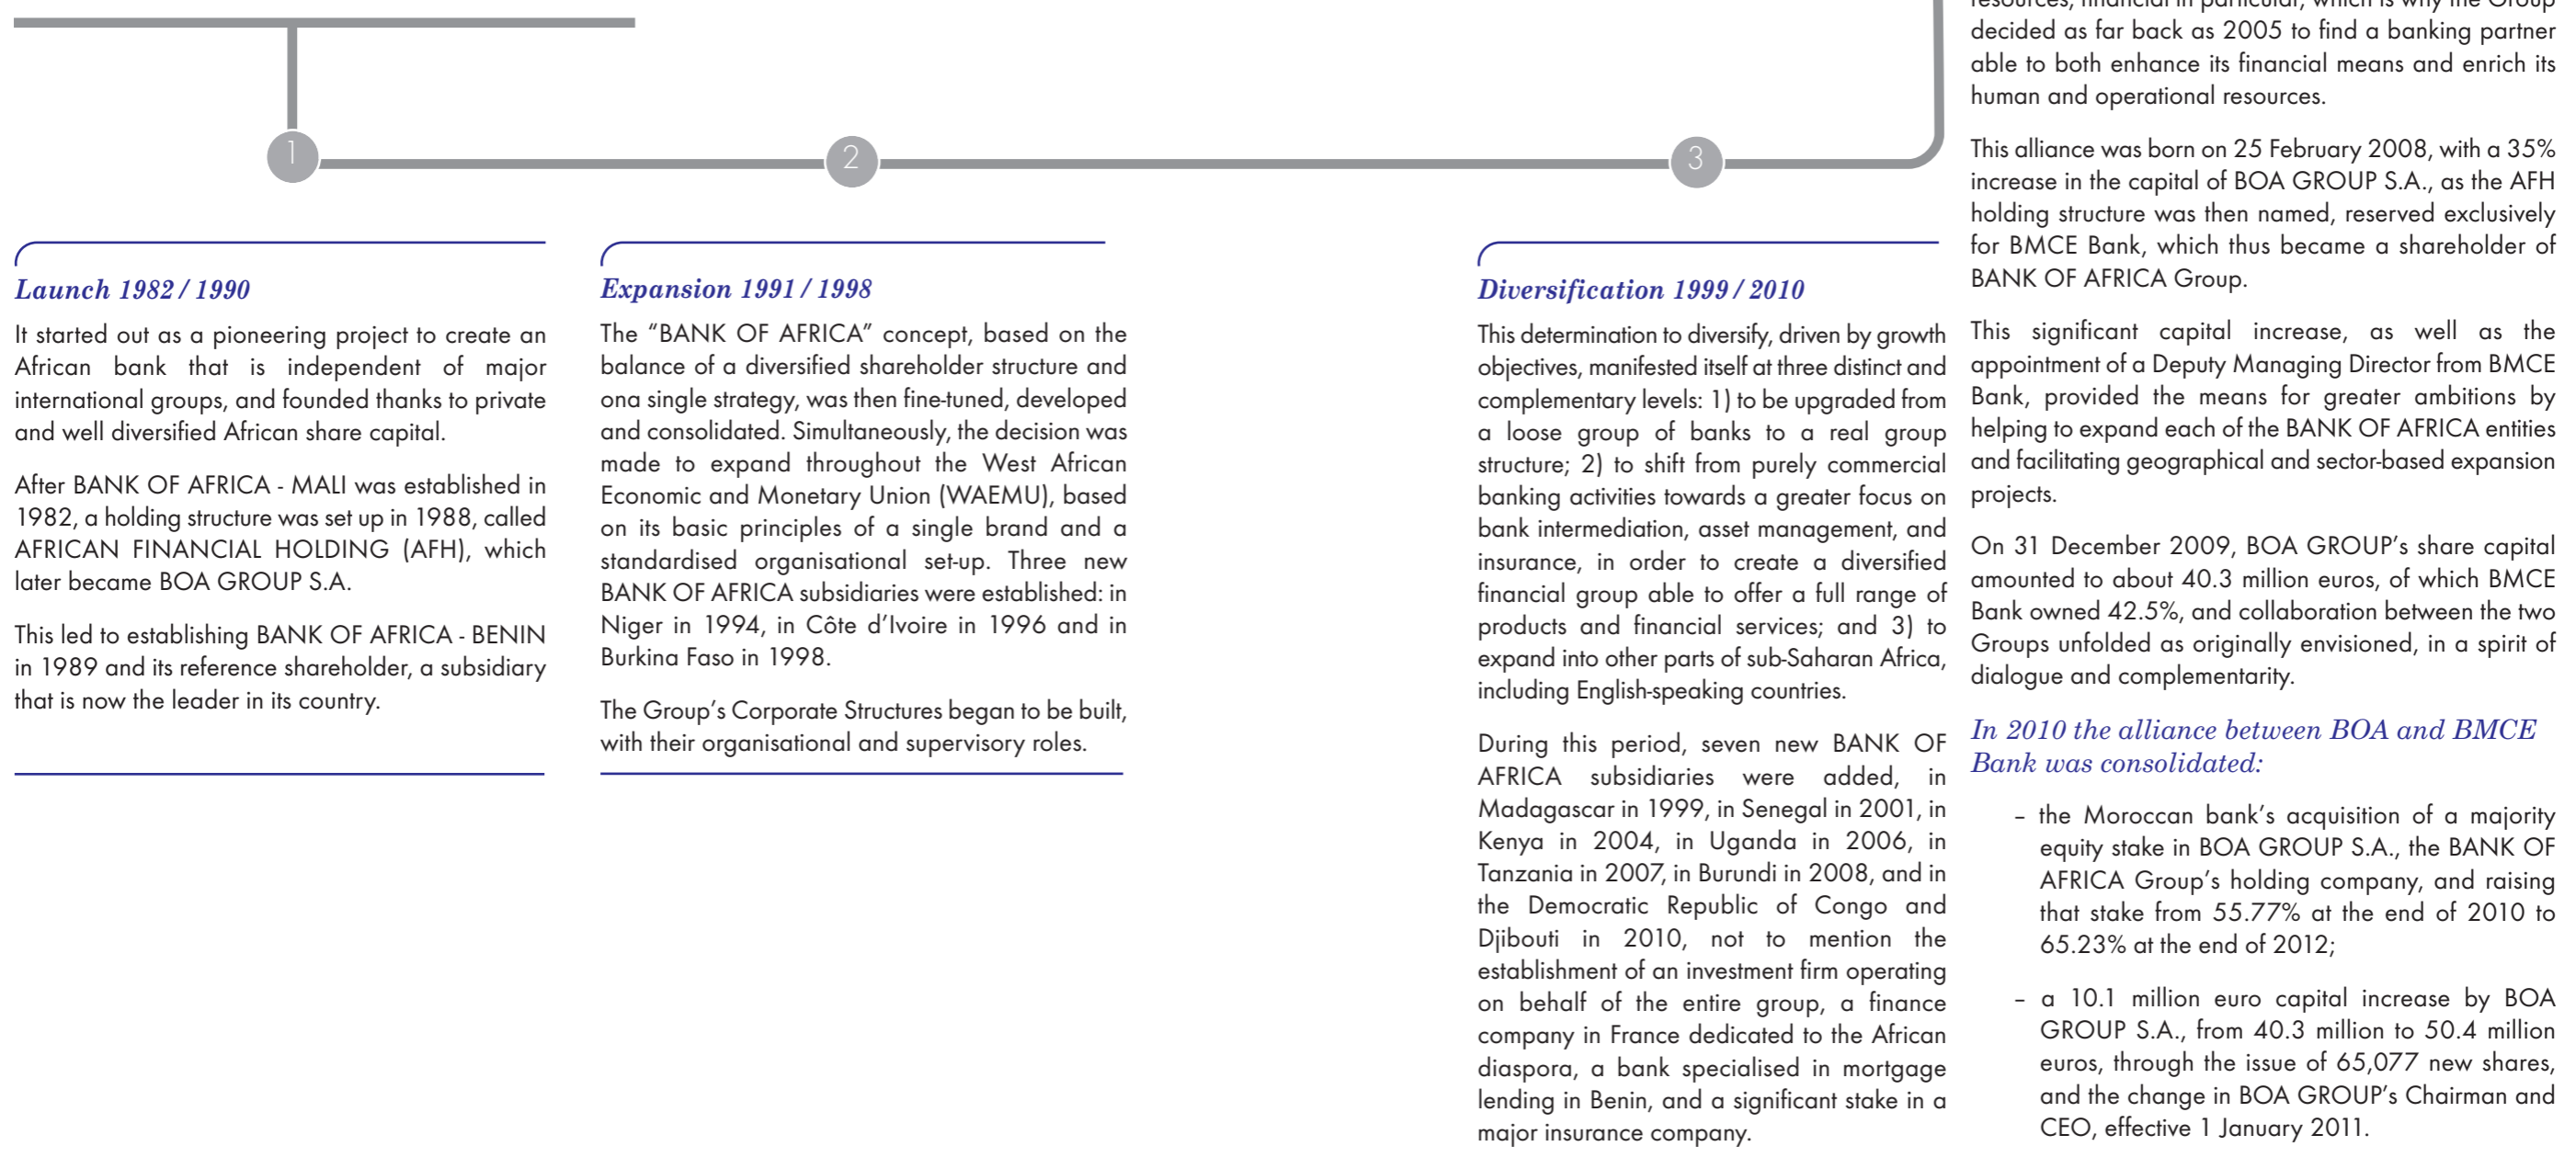 1
2
3
Launch 1982 / 1990
It started out as a pioneering project to create an
African bank that is independent of major
international groups, and founded thanks to private
and well diversified African share capital.
After BANK OF AFRICA - MALI was established in
1982, a holding structure was set up in 1988, called
AFRICAN FINANCIAL HOLDING (AFH), which
later became BOA GROUP S.A.
This led to establishing BANK OF AFRICA - BENIN
in 1989 and its reference shareholder, a subsidiary
that is now the leader in its country.
Expansion 1991 / 1998
The “BANK OF AFRICA” concept, based on the
balance of a diversified shareholder structure and
ona single strategy, was then fine-tuned, developed
and consolidated. Simultaneously, the decision was
made to expand throughout the West African
Economic and Monetary Union (WAEMU), based
on its basic principles of a single brand and a
standardised organisational set-up. Three new
BANK OF AFRICA subsidiaries were established: in
Niger in 1994, in Côte d’Ivoire in 1996 and in
Burkina Faso in 1998.
The Group’s Corporate Structures began to be built,
with their organisational and supervisory roles.
Diversification 1999 / 2010
This determination to diversify, driven by growth
objectives, manifested itself at three distinct and
complementary levels: 1) to be upgraded from
a loose group of banks to a real group
structure; 2) to shift from purely commercial
banking activities towards a greater focus on
bank intermediation, asset management, and
insurance, in order to create a diversified
financial group able to offer a full range of
products and financial services; and 3) to
expand into other parts of sub-Saharan Africa,
including English-speaking countries.
During this period, seven new BANK OF
AFRICA subsidiaries were added, in
Madagascar in 1999, in Senegal in 2001, in
Kenya in 2004, in Uganda in 2006, in
Tanzania in 2007, in Burundi in 2008, and in
the Democratic Republic of Congo and
Djibouti in 2010, not to mention the
establishment of an investment firm operating
on behalf of the entire group, a finance
company in France dedicated to the African
diaspora, a bank specialised in mortgage
lending in Benin, and a significant stake in a
major insurance company.
resources, financial in particular, which is why the Group
decided as far back as 2005 to find a banking partner
able to both enhance its financial means and enrich its
human and operational resources.
This alliance was born on 25 February 2008, with a 35%
increase in the capital of BOA GROUP S.A., as the AFH
holding structure was then named, reserved exclusively
for BMCE Bank, which thus became a shareholder of
BANK OF AFRICA Group.
This significant capital increase, as well as the
appointment of a Deputy Managing Director from BMCE
Bank, provided the means for greater ambitions by
helping to expand each of the BANK OF AFRICA entities
and facilitating geographical and sector-based expansion
projects.
On 31 December 2009, BOA GROUP’s share capital
amounted to about 40.3 million euros, of which BMCE
Bank owned 42.5%, and collaboration between the two
Groups unfolded as originally envisioned, in a spirit of
dialogue and complementarity.
In 2010 the alliance between BOA and BMCE
Bank was consolidated:
– the Moroccan bank’s acquisition of a majority
equity stake in BOA GROUP S.A., the BANK OF
AFRICA Group’s holding company, and raising
that stake from 55.77% at the end of 2010 to
65.23% at the end of 2012;
– a 10.1 million euro capital increase by BOA
GROUP S.A., from 40.3 million to 50.4 million
euros, through the issue of 65,077 new shares,
and the change in BOA GROUP’s Chairman and
CEO, effective 1 January 2011.